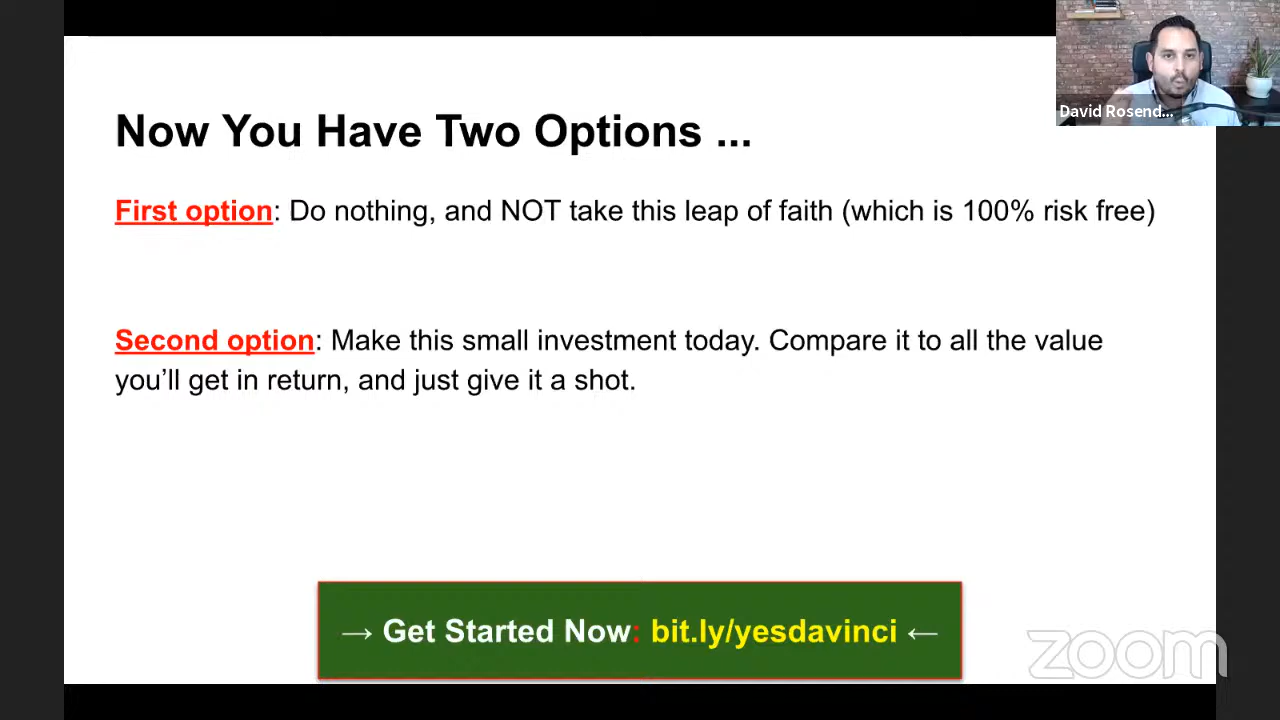 David Rosend...
Now You Have Two Options ...
First option: Do nothing, and NOT take this leap of faith (which is 100% risk free)
Second option: Make this small investment today. Compare it to all the value
you’ll get in return, and just give it a shot.
→ Get Started Now: bit.ly/yesdavinci ←
zoom